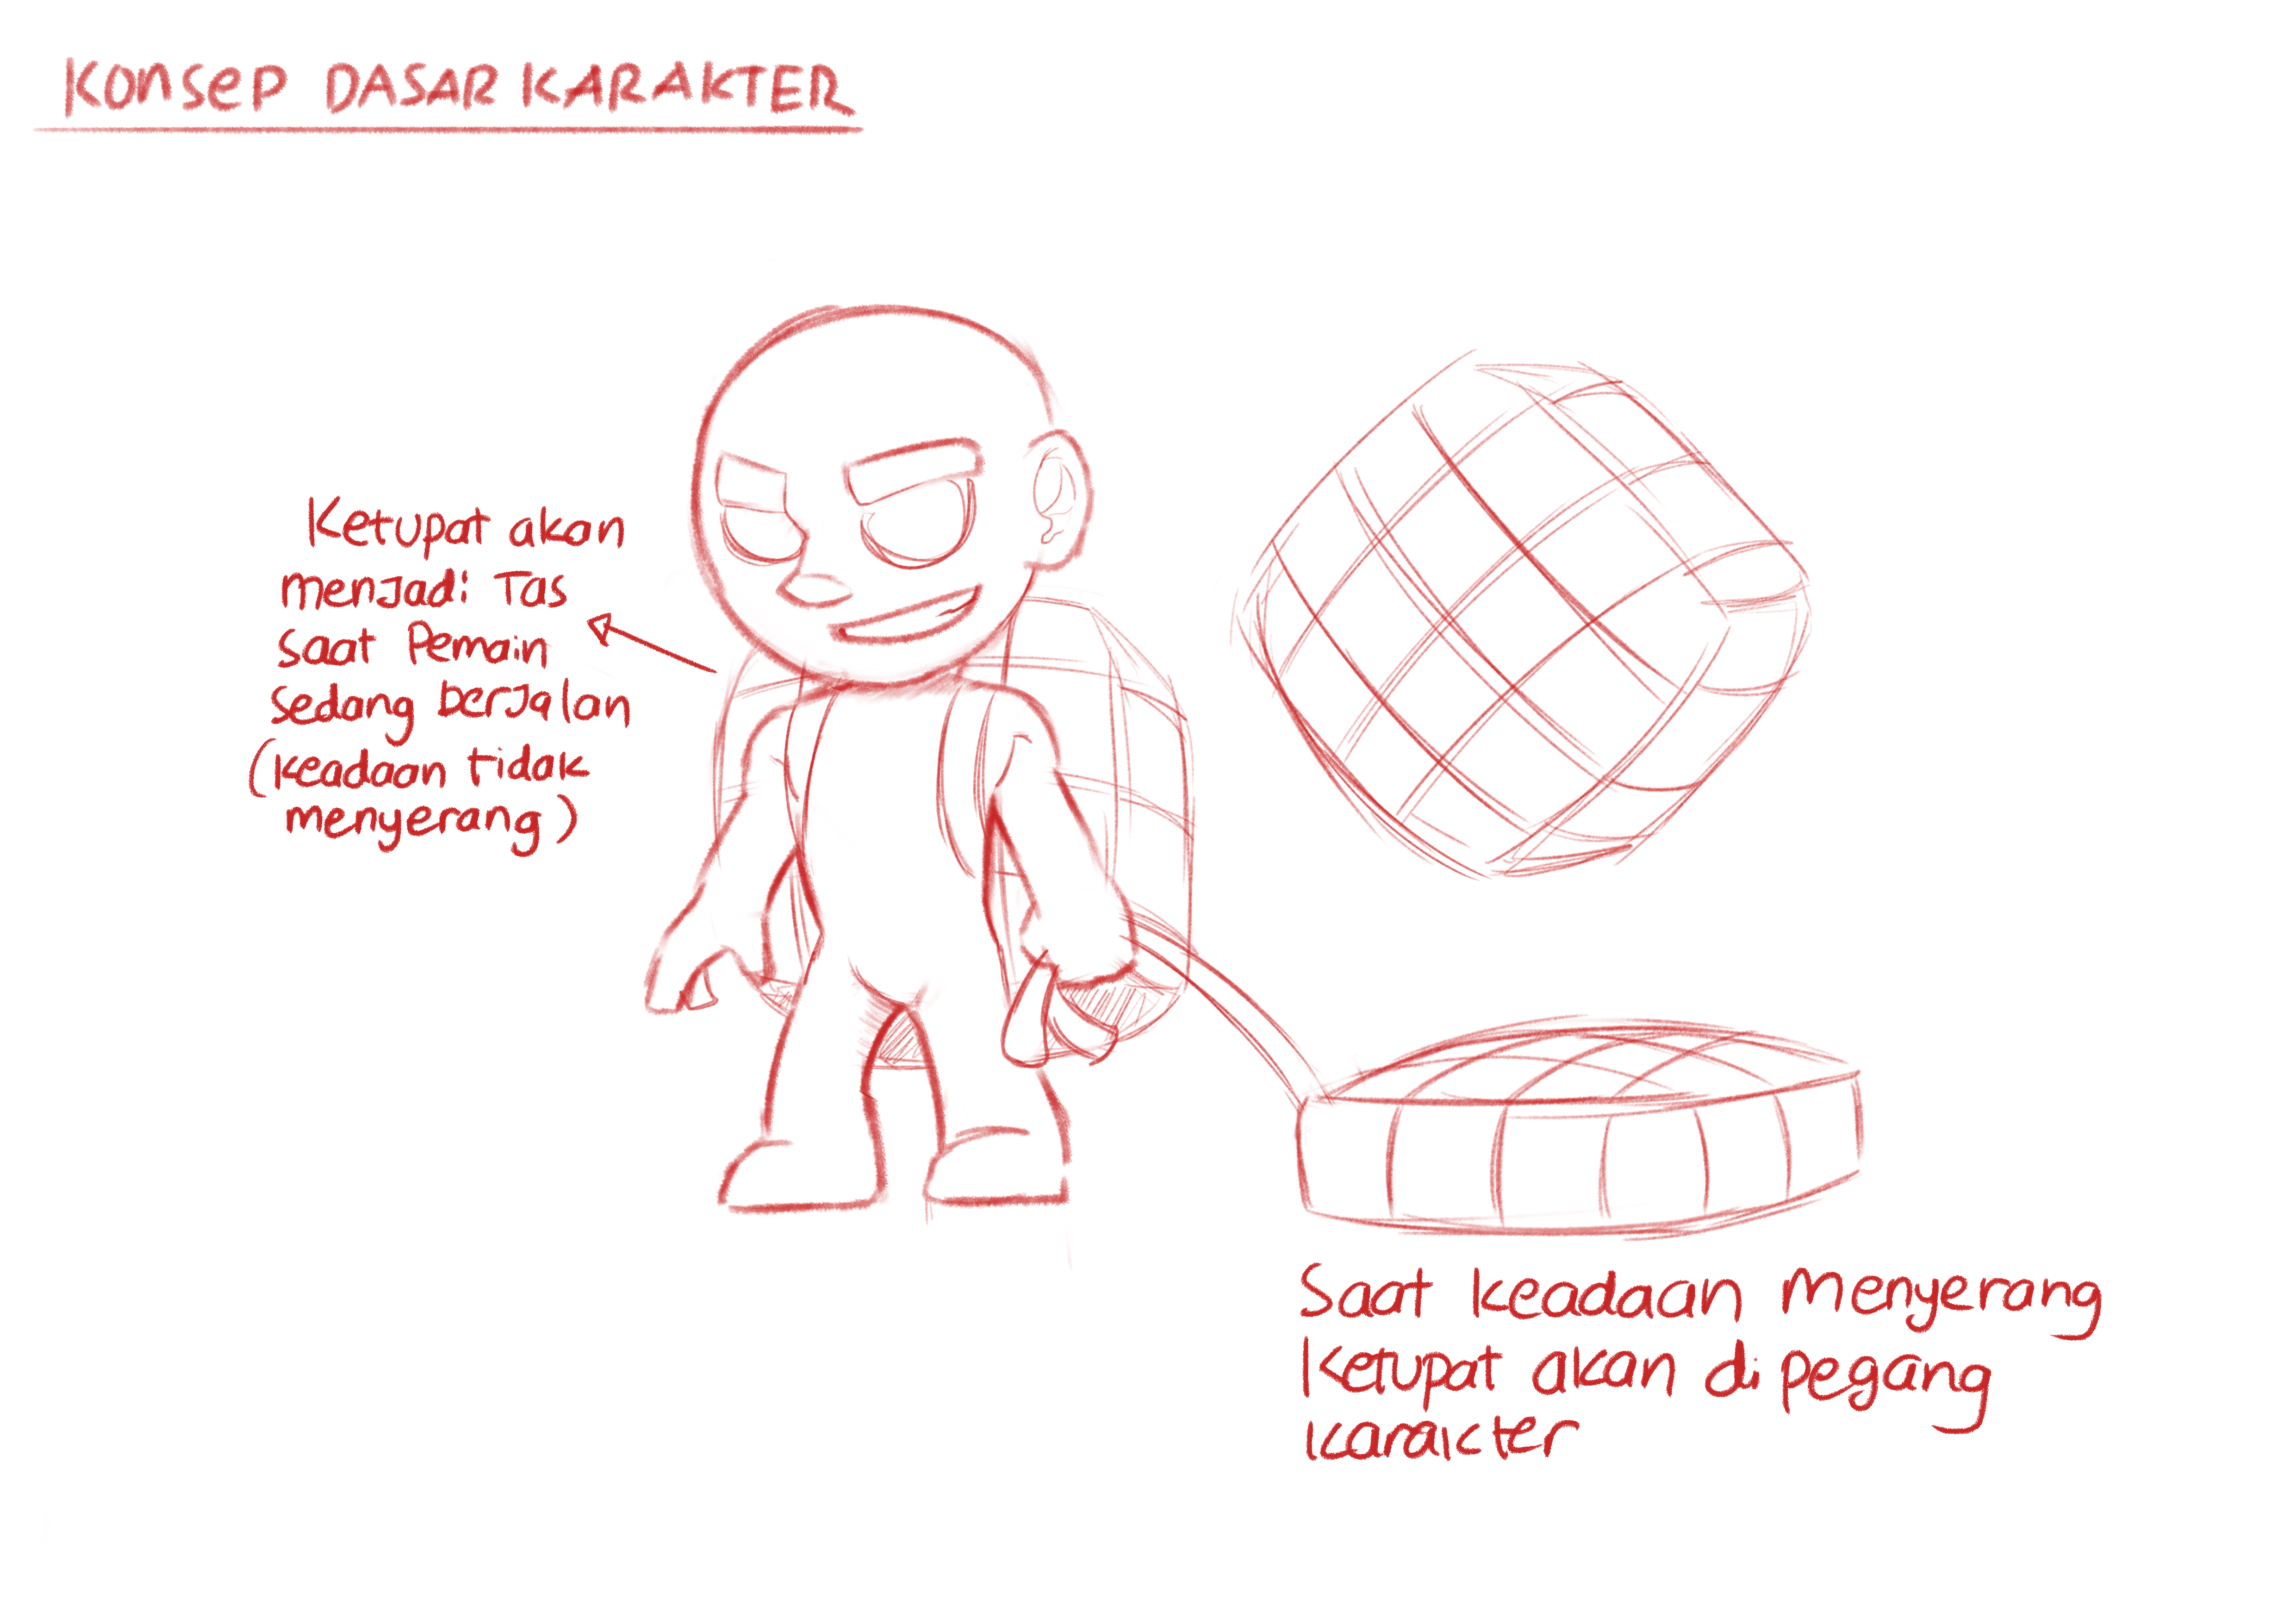 KONSEP DASAR KARAKTER
Ketupat akan
menjadi Tas
saat Pemain
sedang berjalan
(keadaan tidak
menyerang)
Saat keadaan menyerang
Ketupat akan di pegang
karakter